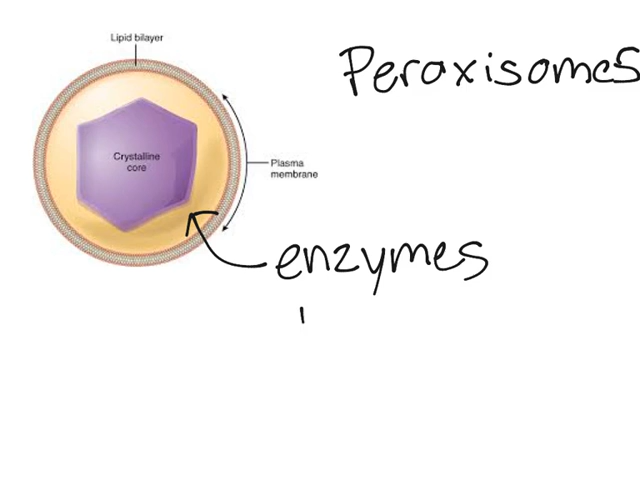 Lipid bilayer
Peroxisomes
Crystalline
core
Plasma
membrane
enzymes